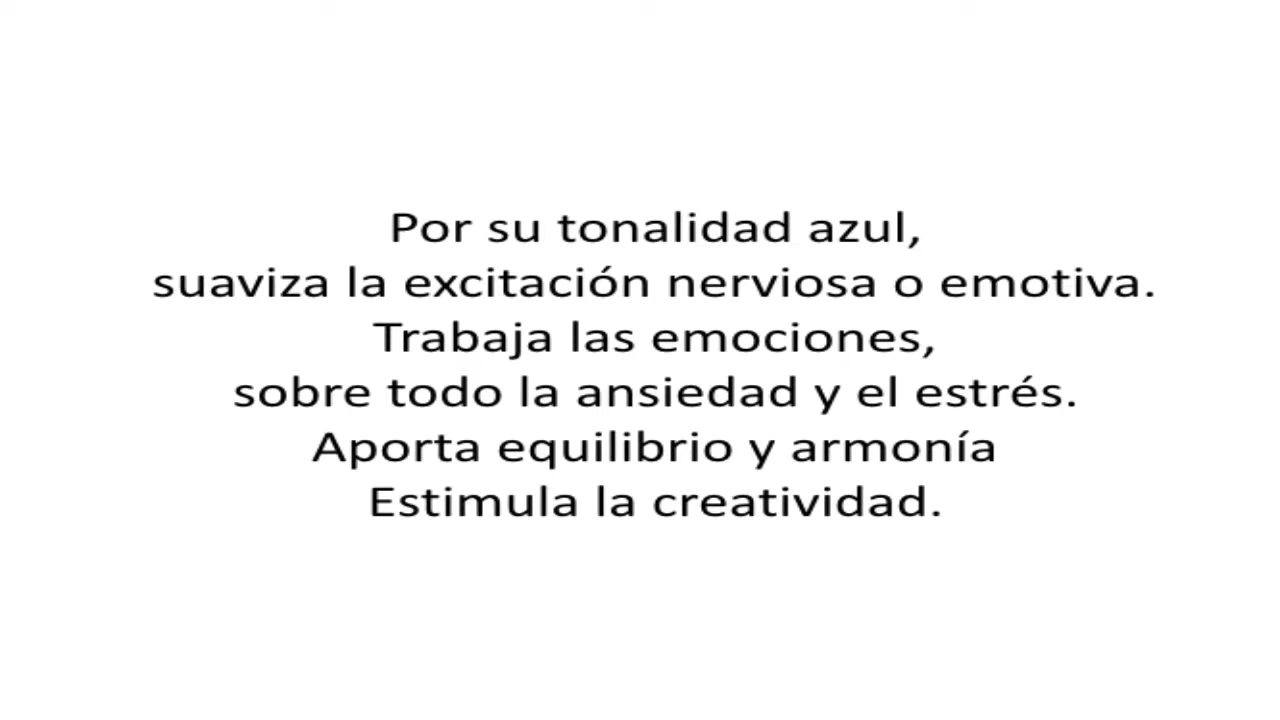 Por su tonalidad azul,
suaviza la excitación nerviosa o emotiva.
Trabaja las emociones,
sobre todo la ansiedad y el estrés.
Aporta equilibrio y armonía
Estimula la creatividad.